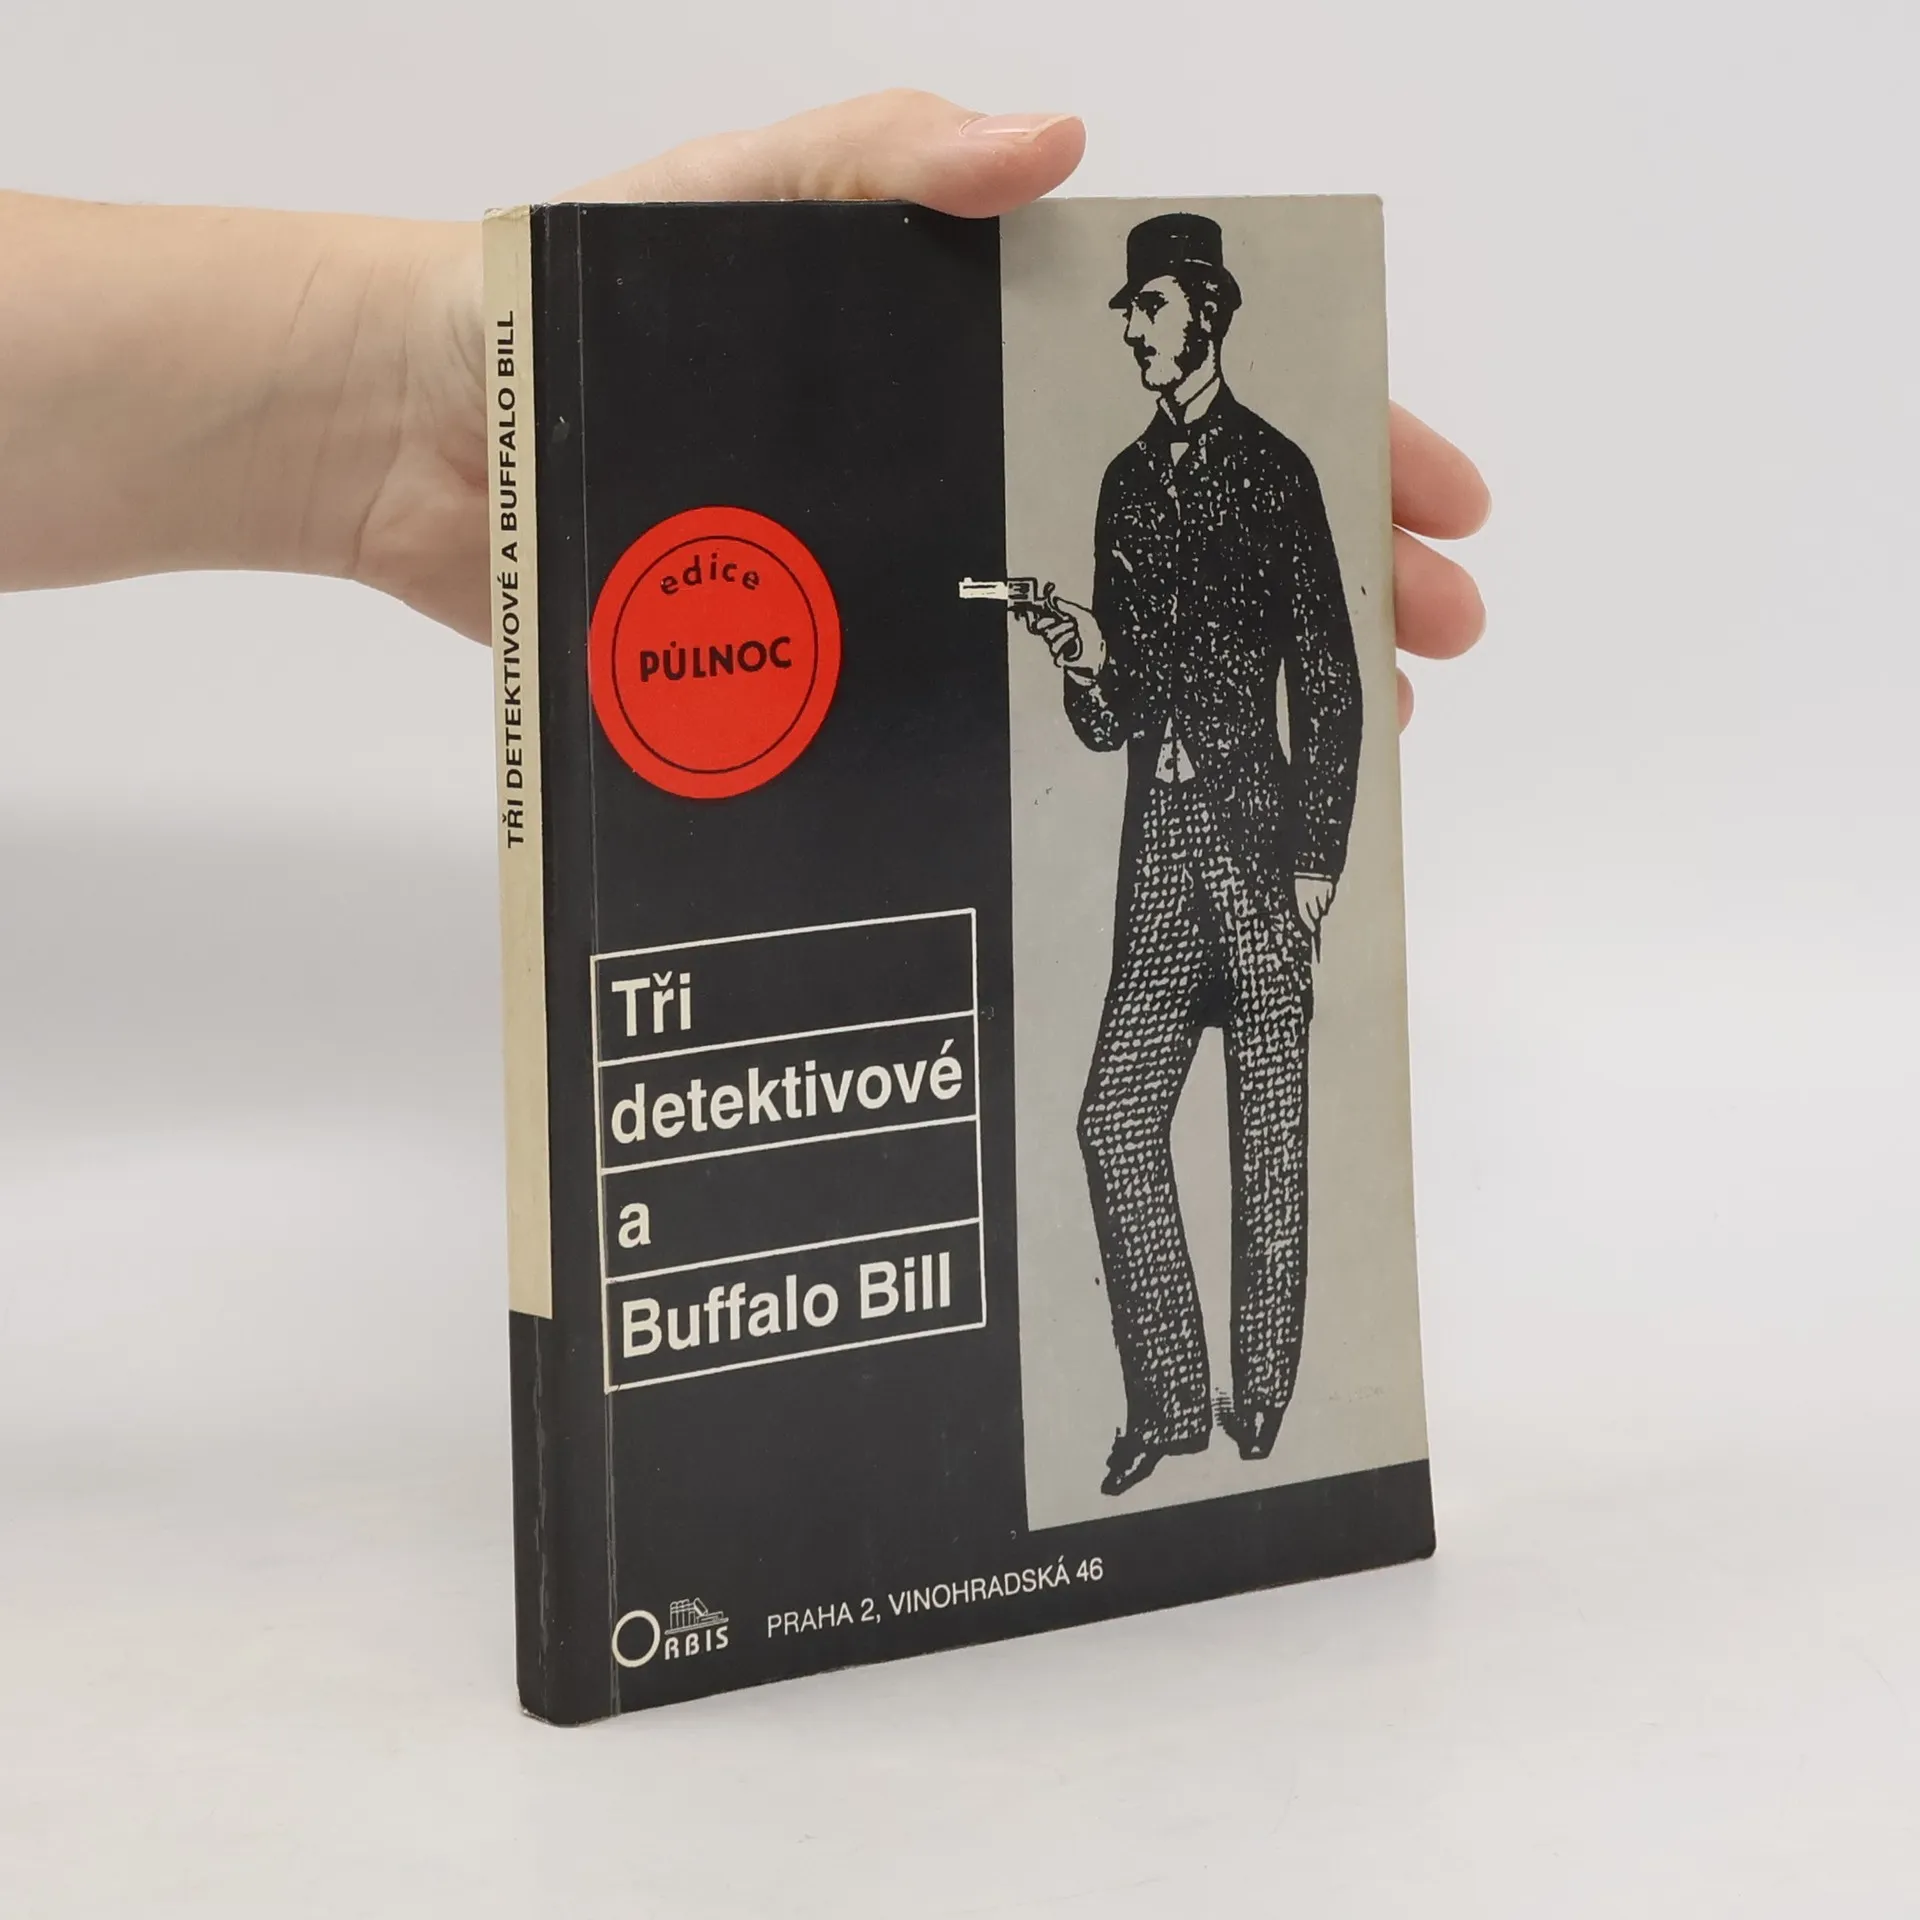 TŘI DETEKTIVOVÉ A BUFFALO BILL
edice
PŮLNOC
Tři
detektivové
a
Buffalo Bill
ORBIS
PRAHA 2, VINOHRADSKÁ 46